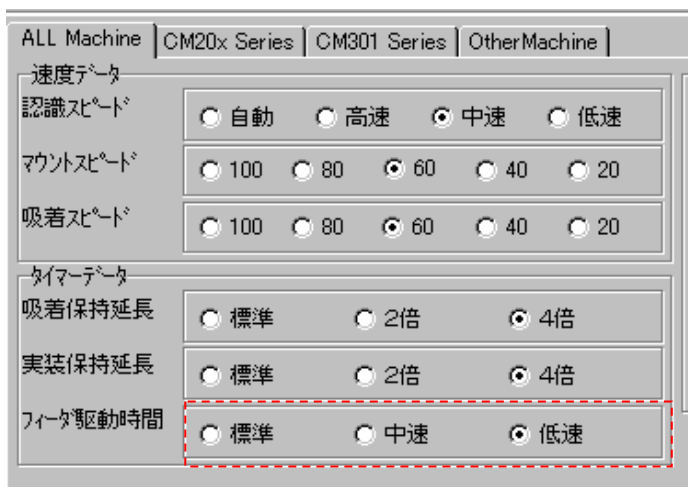 ALL Machine CM20x Series CM301 Series OtherMachine
速度データ
認識スピード 自動 高速 中速 低速
マウントスピード 100 80 60 40 20
吸着スピード 100 80 60 40 20
タイマーデータ
吸着保持延長 標準 2倍 4倍
実装保持延長 標準 2倍 4倍
フィーダ駆動時間 標準 中速 低速